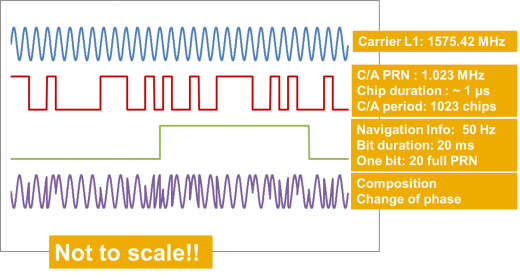 Carrier L1: 1575.42 MHz
C/A PRN : 1.023 MHz
Chip duration : ~ 1 µs
C/A period: 1023 chips
Navigation Info: 50 Hz
Bit duration: 20 ms
One bit: 20 full PRN
Composition
Change of phase
Not to scale!!